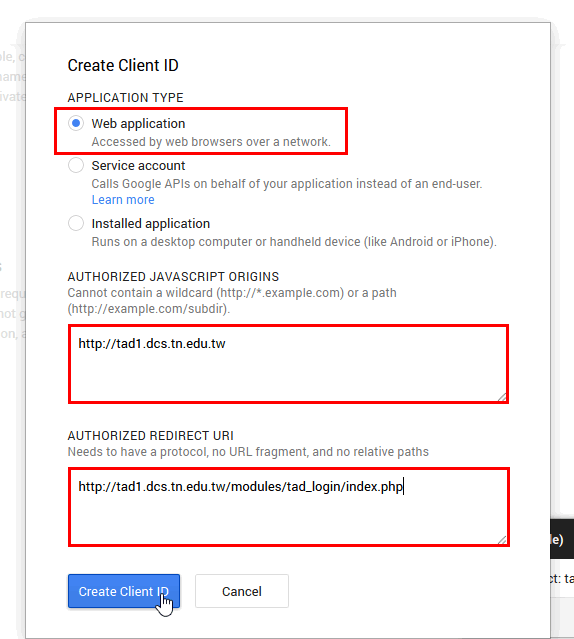 Create Client ID
APPLICATION TYPE
Web application
Accessed by web browsers over a network.
Service account
Calls Google APIs on behalf of your application instead of an end-user.
Learn more
Installed application
Runs on a desktop computer or handheld device (like Android or iPhone).
AUTHORIZED JAVASCRIPT ORIGINS
Cannot contain a wildcard (http://*.example.com) or a path
(http://example.com/subdir).
http://tad1.dcs.tn.edu.tw
AUTHORIZED REDIRECT URI
Needs to have a protocol, no URL fragment, and no relative paths
http://tad1.dcs.tn.edu.tw/modules/tad_login/index.php
Create Client ID
Cancel